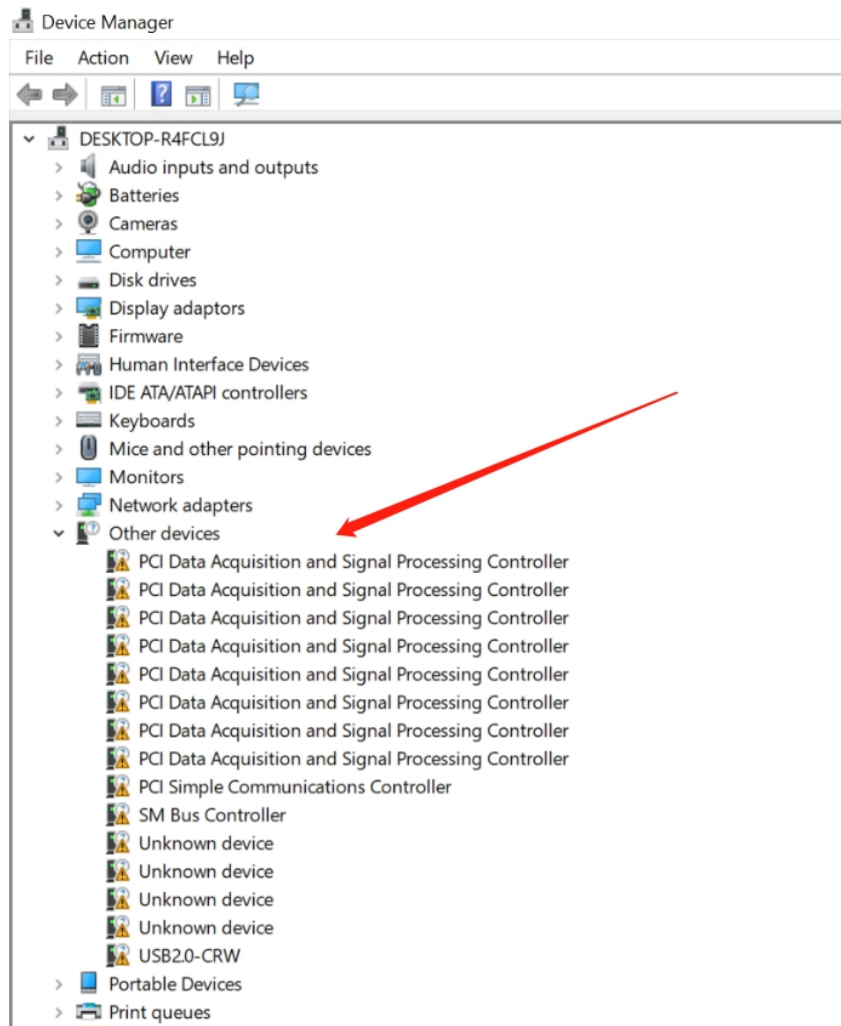 Device Manager
File Action View Help
DESKTOP-R4FCL9J
Audio inputs and outputs
Batteries
Cameras
Computer
Disk drives
Display adaptors
Firmware
Human Interface Devices
IDE ATA/ATAPI controllers
Keyboards
Mice and other pointing devices
Monitors
Network adapters
Other devices
PCI Data Acquisition and Signal Processing Controller
PCI Data Acquisition and Signal Processing Controller
PCI Data Acquisition and Signal Processing Controller
PCI Data Acquisition and Signal Processing Controller
PCI Data Acquisition and Signal Processing Controller
PCI Data Acquisition and Signal Processing Controller
PCI Data Acquisition and Signal Processing Controller
PCI Data Acquisition and Signal Processing Controller
PCI Simple Communications Controller
SM Bus Controller
Unknown device
Unknown device
Unknown device
Unknown device
USB2.0-CRW
Portable Devices
Print queues